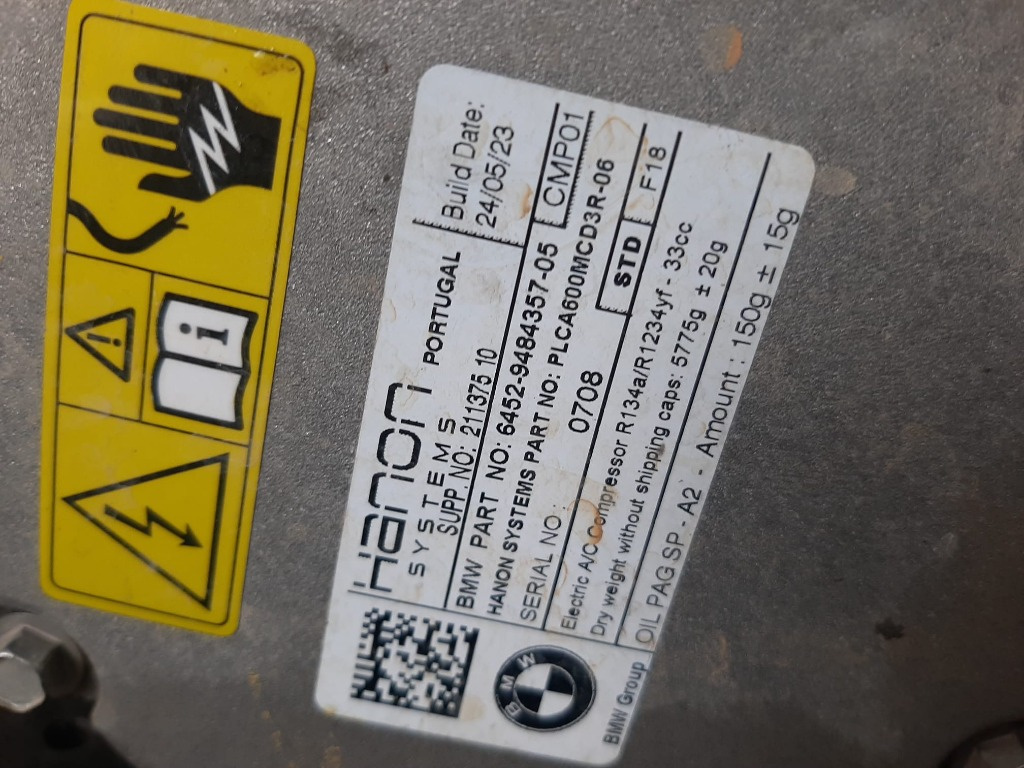 Hanon
SYSTEMS
PORTUGAL
Build Date:
24/05/23
SUPP NO: 211375 10
BMW PART NO: 6452-9484357-05
CMP01
HANON SYSTEMS PART NO: PLCA600MCD3R-06
SERIAL NO: 0708
STD F18
Electric A/C Compressor R134a/R1234yf - 33cc
Dry weight without shipping caps: 5775g ± 20g
OIL PAG SP - A2 - Amount : 150g ± 15g
BMW
BMW Group
i